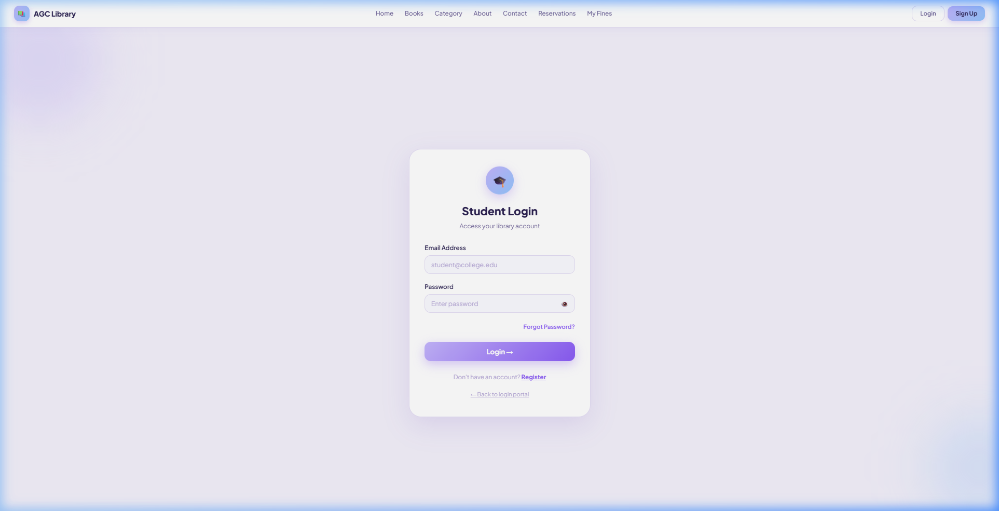 AGC Library
Home Books Category About Contact Reservations My Fines
Login Sign Up
Student Login
Access your library account
Email Address
student@college.edu
Password
Enter password
Forgot Password?
Login →
Don't have an account? Register
← Back to login portal